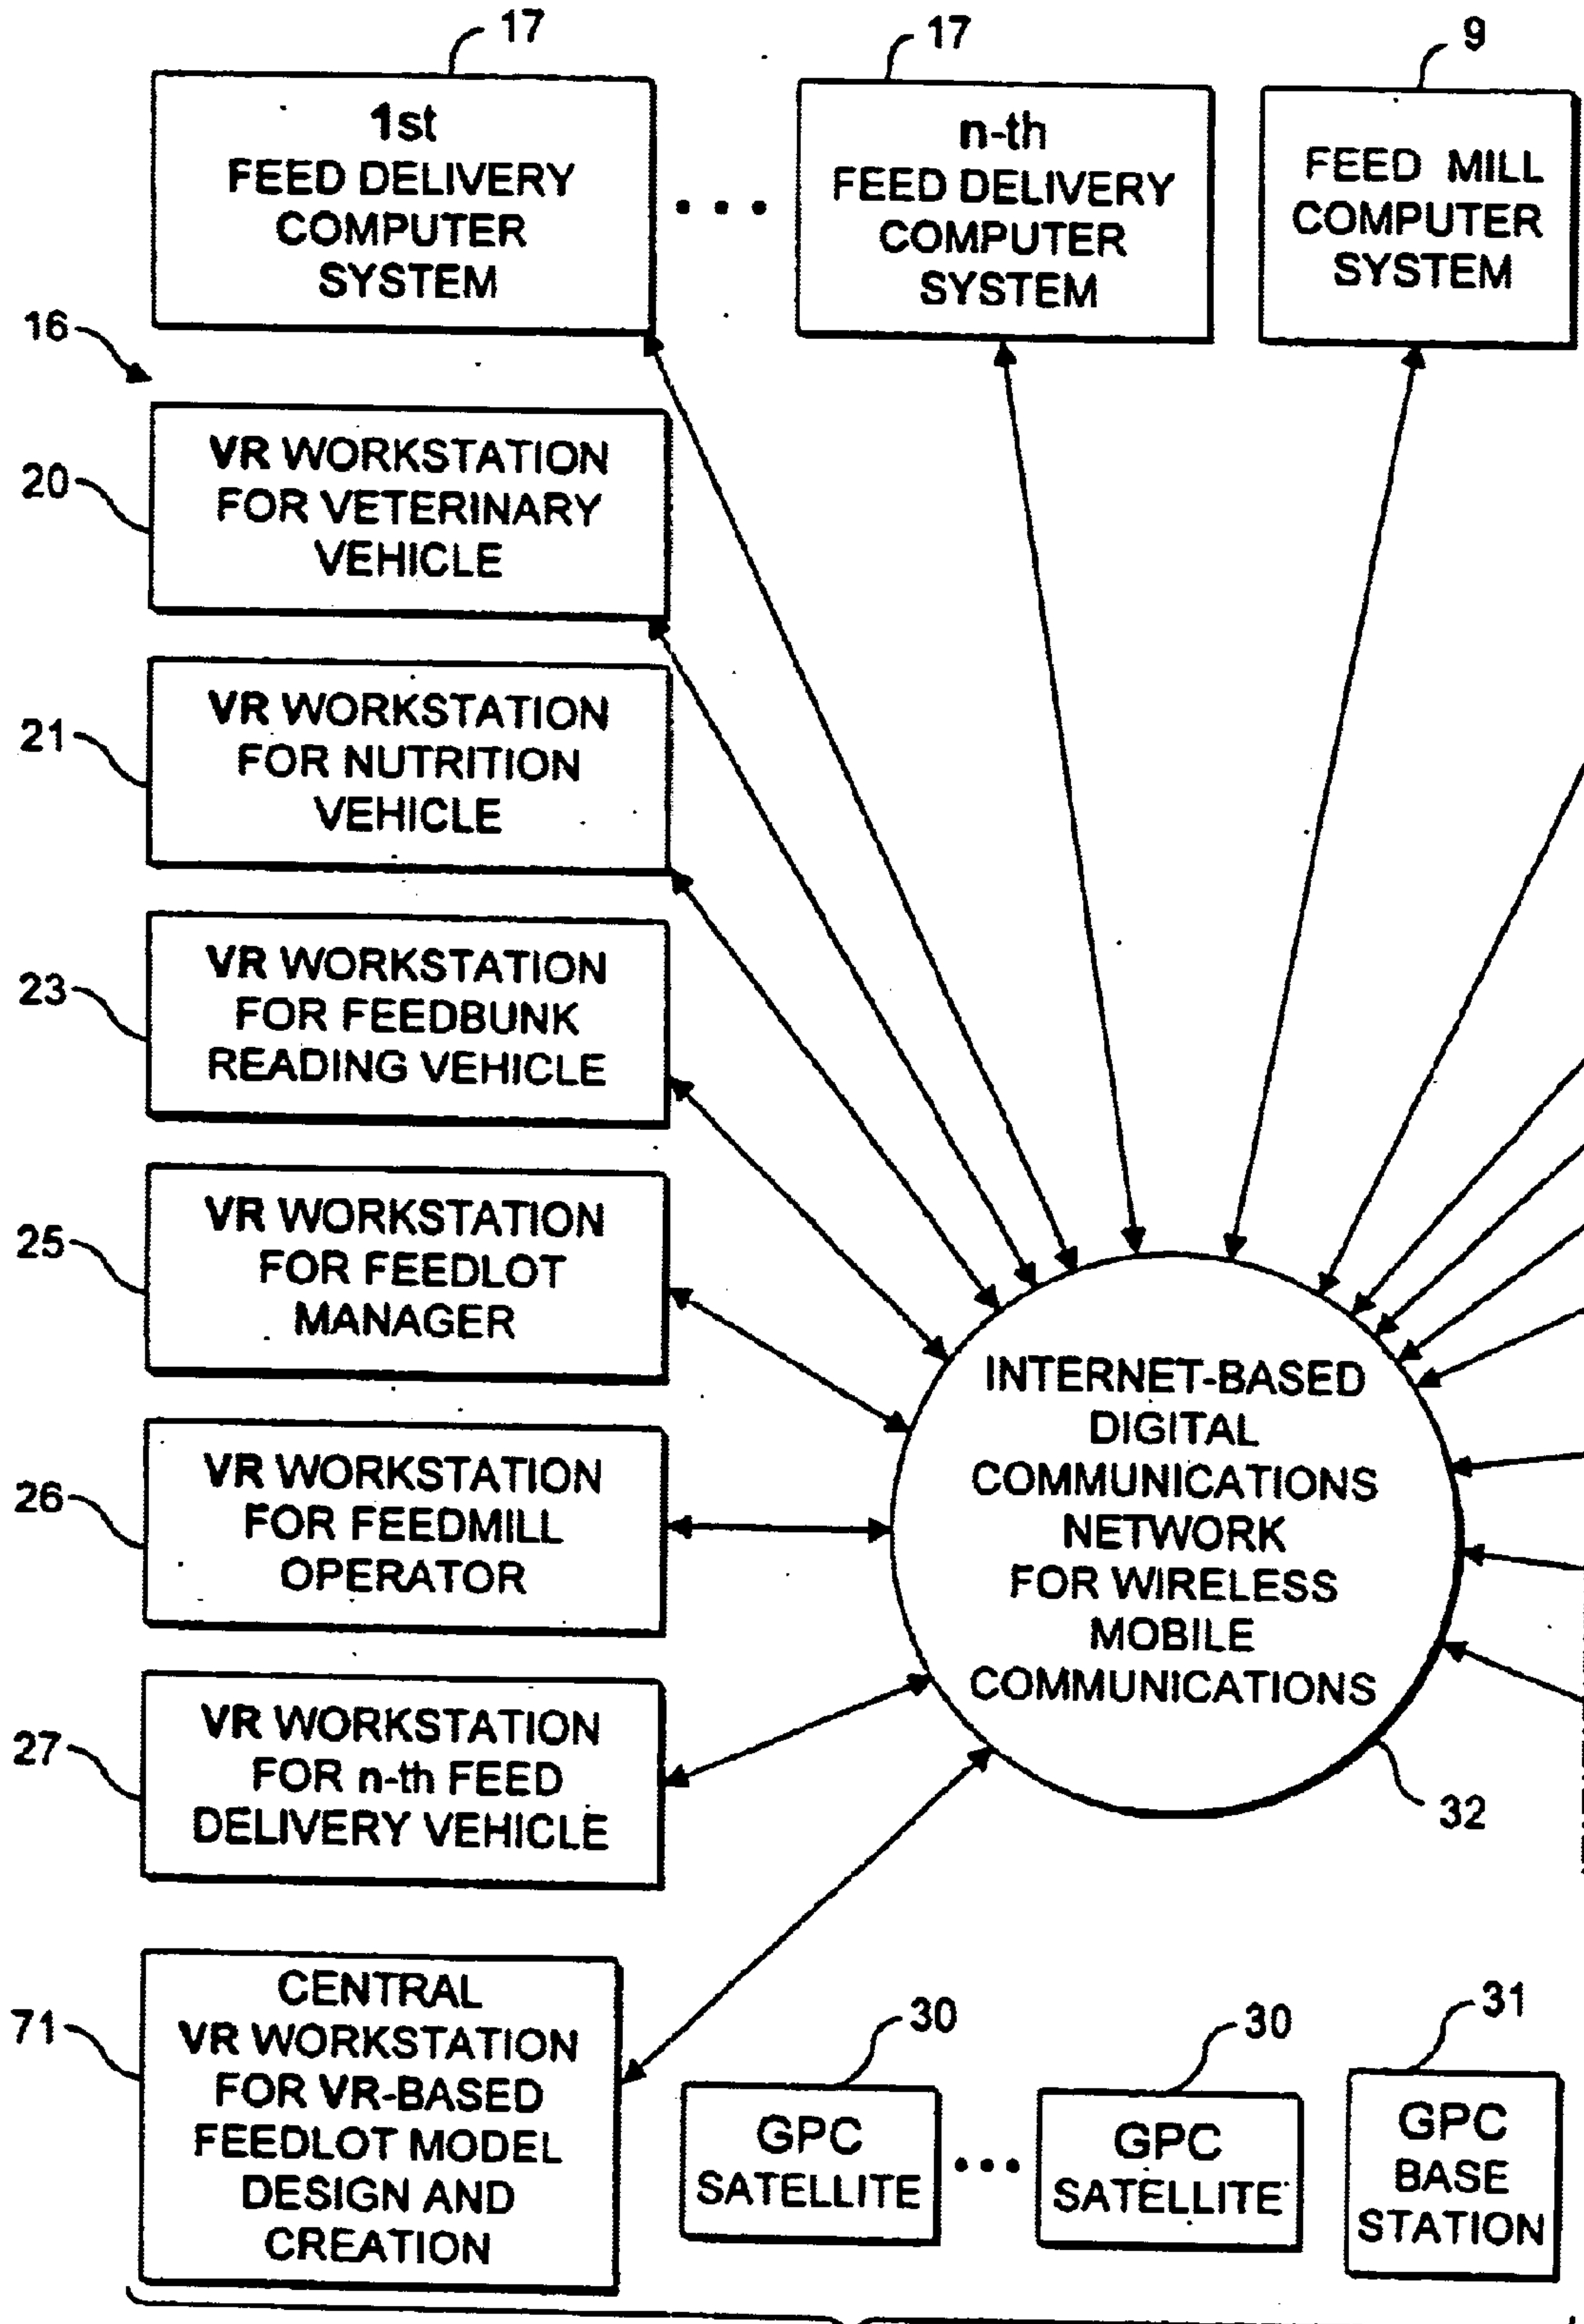 17
17
9
1st
FEED DELIVERY
COMPUTER
SYSTEM
n-th
FEED DELIVERY
COMPUTER
SYSTEM
FEED MILL
COMPUTER
SYSTEM
16
20
VR WORKSTATION
FOR VETERINARY
VEHICLE
21
VR WORKSTATION
FOR NUTRITION
VEHICLE
23
VR WORKSTATION
FOR FEEDBUNK
READING VEHICLE
25
VR WORKSTATION
FOR FEEDLOT
MANAGER
26
VR WORKSTATION
FOR FEEDMILL
OPERATOR
INTERNET-BASED
DIGITAL
COMMUNICATIONS
NETWORK
FOR WIRELESS
MOBILE
COMMUNICATIONS
32
27
VR WORKSTATION
FOR n-th FEED
DELIVERY VEHICLE
71
CENTRAL
VR WORKSTATION
FOR VR-BASED
FEEDLOT MODEL
DESIGN AND
CREATION
30
GPC
SATELLITE
30
GPC
SATELLITE
31
GPC
BASE
STATION